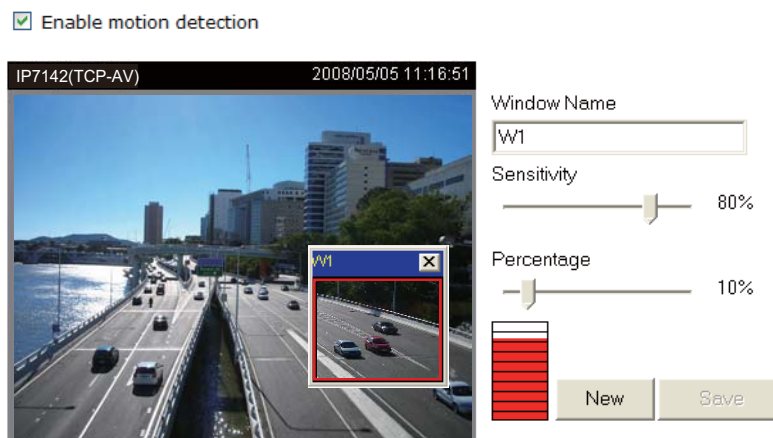 Enable motion detection
IP7142(TCP-AV) 2008/05/05 11:16:51
W1
Window Name
W1
Sensitivity
80%
Percentage
10%
New Save